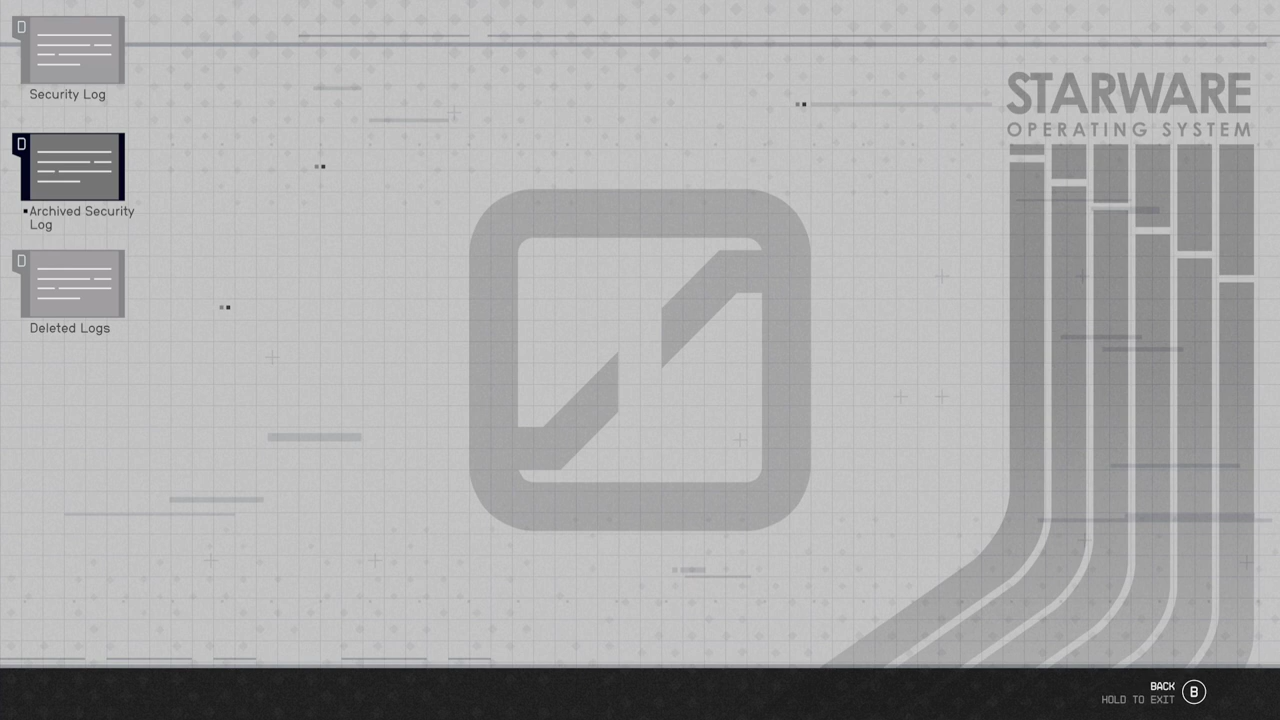 D
Security Log
D
Archived Security
Log
D
Deleted Logs
STARWARE
OPERATING SYSTEM
BACK
HOLD TO EXIT
B